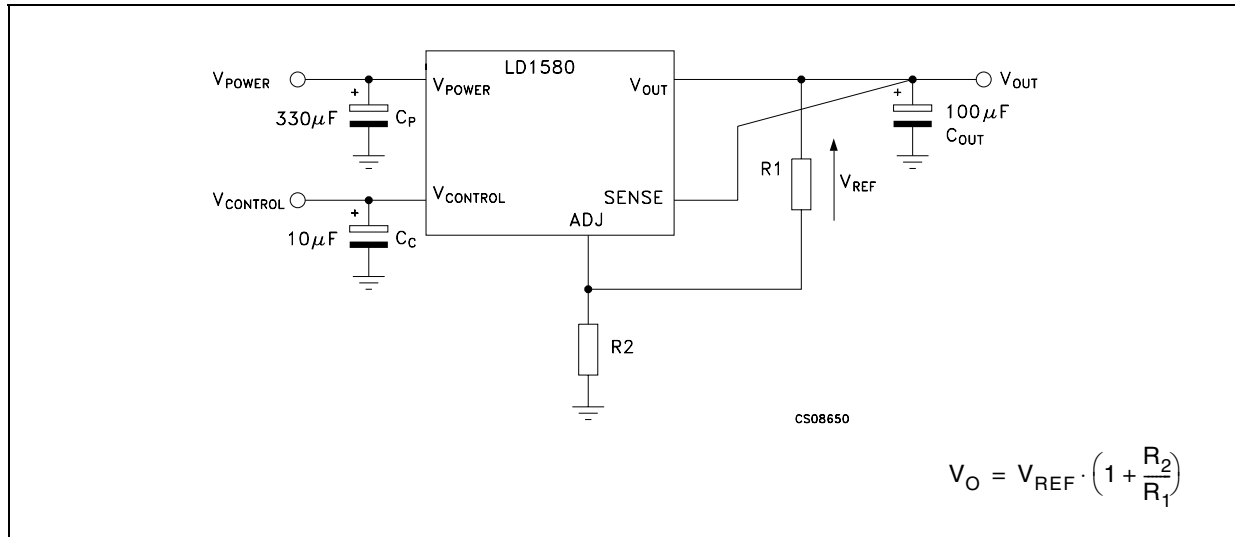 LD1580
V_POWER V_POWER V_OUT V_OUT
+ +
330µF C_P 100µF
C_OUT
R1 V_REF
V_CONTROL V_CONTROL SENSE
+ ADJ
10µF C_C
R2
CS08650
V_O = V_REF · (1 + R_2/R_1)